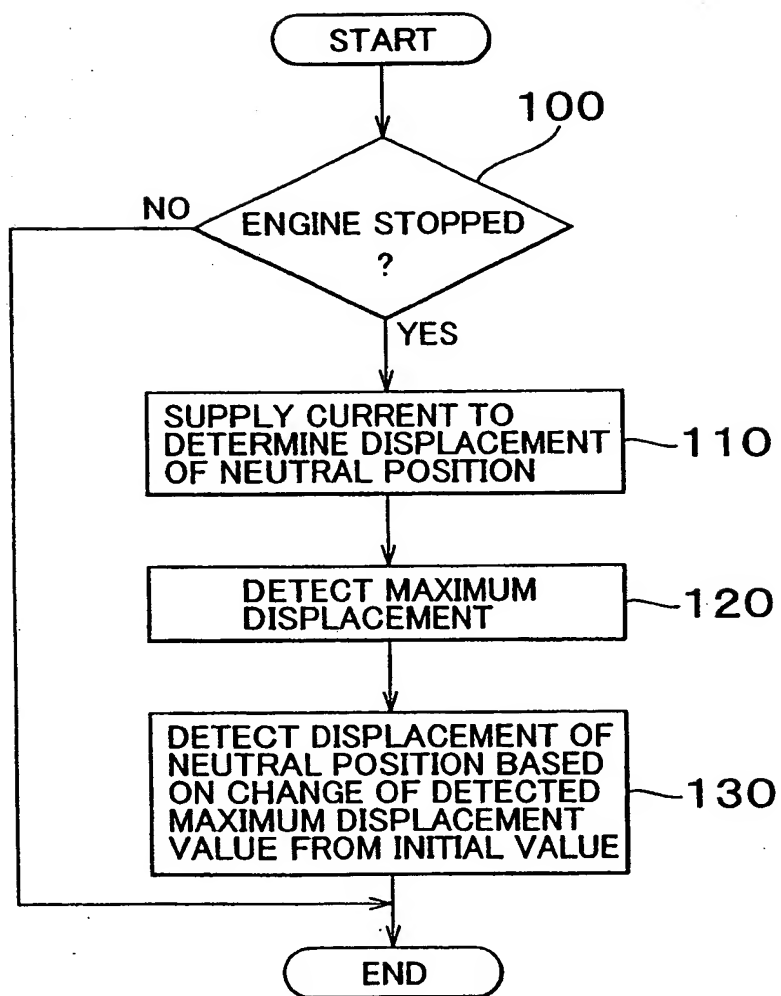 START
100
NO
ENGINE STOPPED
?
YES
SUPPLY CURRENT TO
DETERMINE DISPLACEMENT
OF NEUTRAL POSITION
110
DETECT MAXIMUM
DISPLACEMENT
120
DETECT DISPLACEMENT OF
NEUTRAL POSITION BASED
ON CHANGE OF DETECTED
MAXIMUM DISPLACEMENT
VALUE FROM INITIAL VALUE
130
END